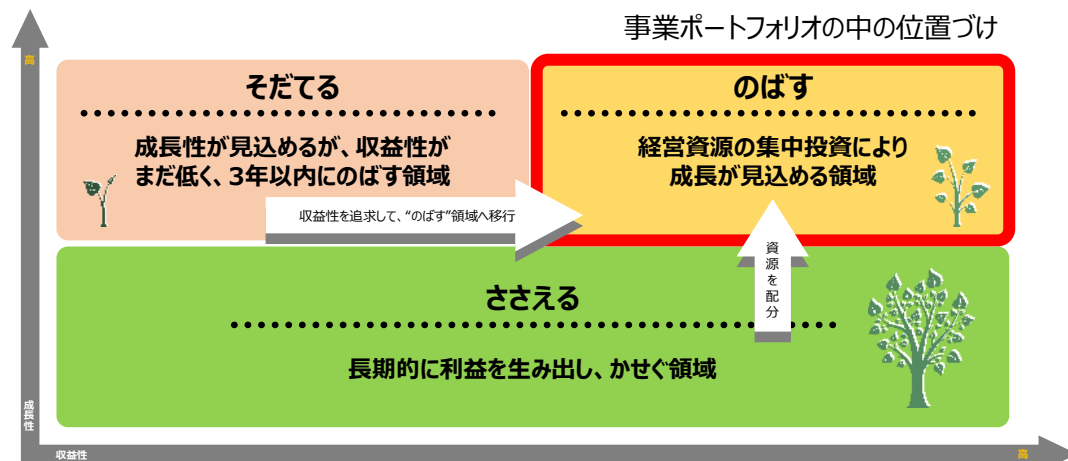 事業ポートフォリオの中の位置づけ
高
そだてる
成長性が見込めるが、収益性が
まだ低く、3年以内にのばす領域
収益性を追求して、“のばす”領域へ移行
のばす
経営資源の集中投資により
成長が見込める領域
資源を配分
ささえる
長期的に利益を生み出し、かせぐ領域
成長性
収益性
高